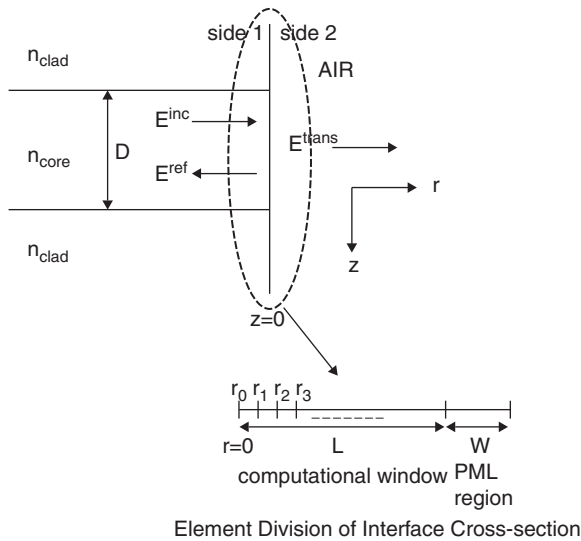 side 1 side 2
n_clad
AIR
E^inc
E^trans
n_core
D
E^ref
r
n_clad
z
z=0
r_0 r_1 r_2 r_3
r=0 L W
computational window PML
region
Element Division of Interface Cross-section